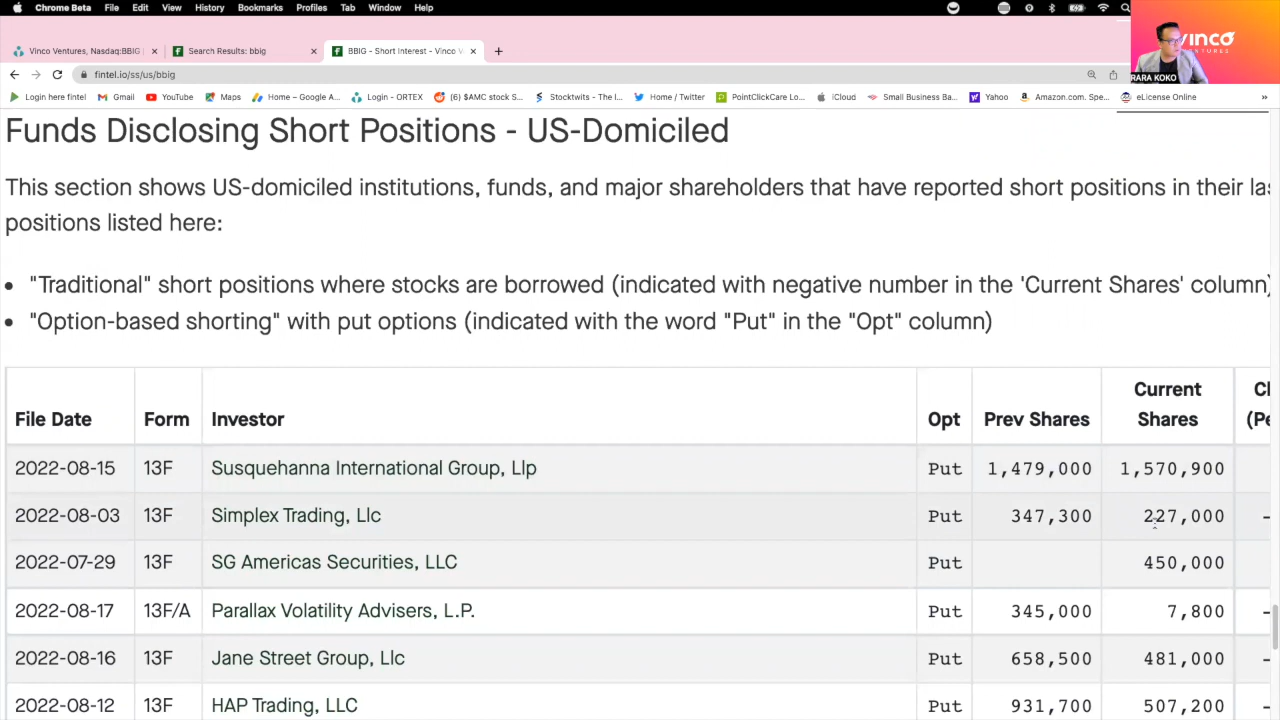 Chrome Beta File Edit View History Bookmarks Profiles Tab Window Help
Vinco Ventures, Nasdaq:BBIG
Search Results: bbig
BBIG - Short Interest - Vinco V
fintel.io/ss/us/bbig
Login here fintel Gmail YouTube Maps Home – Google A... Login - ORTEX $AMC stock S... Stocktwits - The l... Home / Twitter PointClickCare Lo... iCloud Small Business Ba... Yahoo Amazon.com. Spe... eLicense Online »
vinco
VENTURES
RARA KOKO
Funds Disclosing Short Positions - US-Domiciled
This section shows US-domiciled institutions, funds, and major shareholders that have reported short positions in their las
positions listed here:
"Traditional" short positions where stocks are borrowed (indicated with negative number in the 'Current Shares' column)
"Option-based shorting" with put options (indicated with the word "Put" in the "Opt" column)
File Date Form Investor Opt Prev Shares Current Shares Ch (Pe
2022-08-15 13F Susquehanna International Group, Llp Put 1,479,000 1,570,900
2022-08-03 13F Simplex Trading, Llc Put 347,300 227,000 -
2022-07-29 13F SG Americas Securities, LLC Put 450,000
2022-08-17 13F/A Parallax Volatility Advisers, L.P. Put 345,000 7,800 -
2022-08-16 13F Jane Street Group, Llc Put 658,500 481,000 -
2022-08-12 13F HAP Trading, LLC Put 931,700 507,200 -